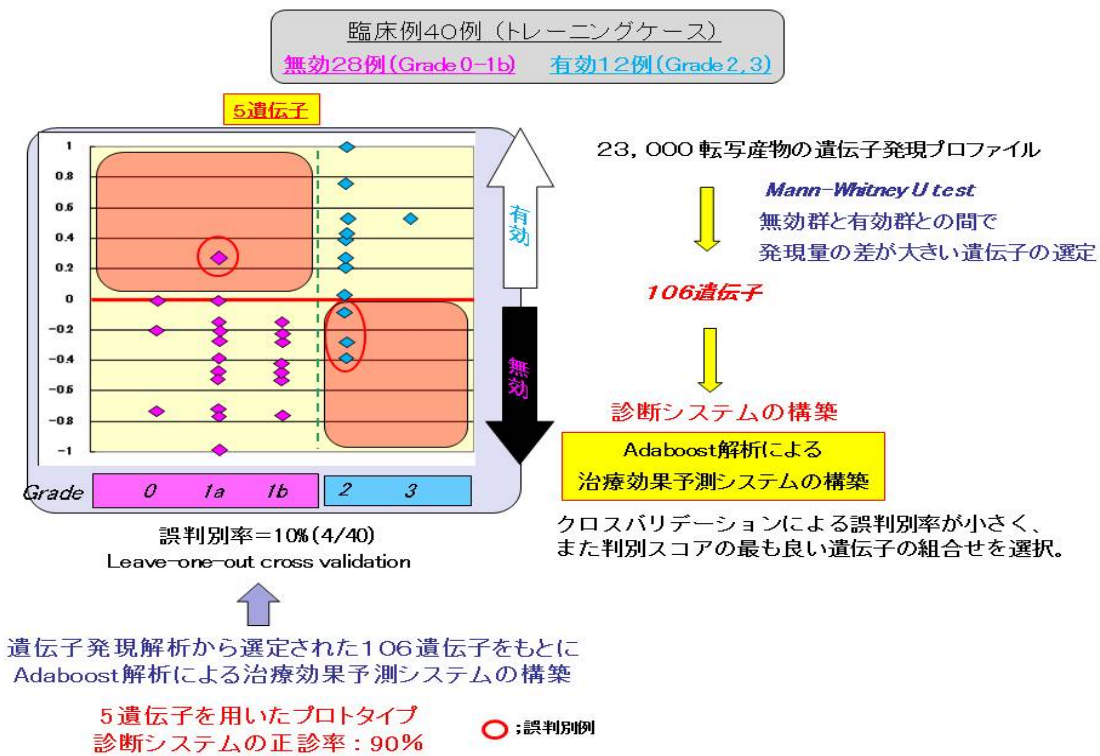 臨床例40例 (トレーニングケース)
無効28例(Grade 0-1b) 有効12例(Grade 2, 3)
5遺伝子
1
0.8
0.6
0.4
0.2
0
-0.2
-0.4
-0.6
-0.8
-1
有効
無効
Grade 0 1a 1b 2 3
誤判別率=10%(4/40)
Leave-one-out cross validation
23,000 転写産物の遺伝子発現プロファイル
Mann-Whitney U test
無効群と有効群との間で
発現量の差が大きい遺伝子の選定
106遺伝子
診断システムの構築
Adaboost解析による
治療効果予測システムの構築
クロスバリデーションによる誤判別率が小さく、
また判別スコアの最も良い遺伝子の組合せを選択。
遺伝子発現解析から選定された106遺伝子をもとに
Adaboost解析による治療効果予測システムの構築
5遺伝子を用いたプロトタイプ
診断システムの正診率:90%
;誤判別例